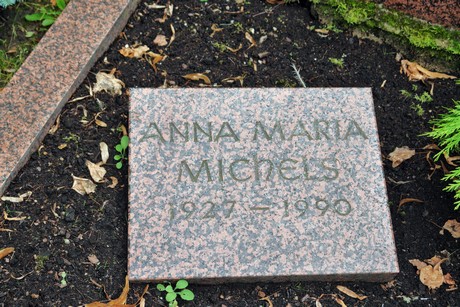 ANNA MARIA
MICHELS
1927 – 1990